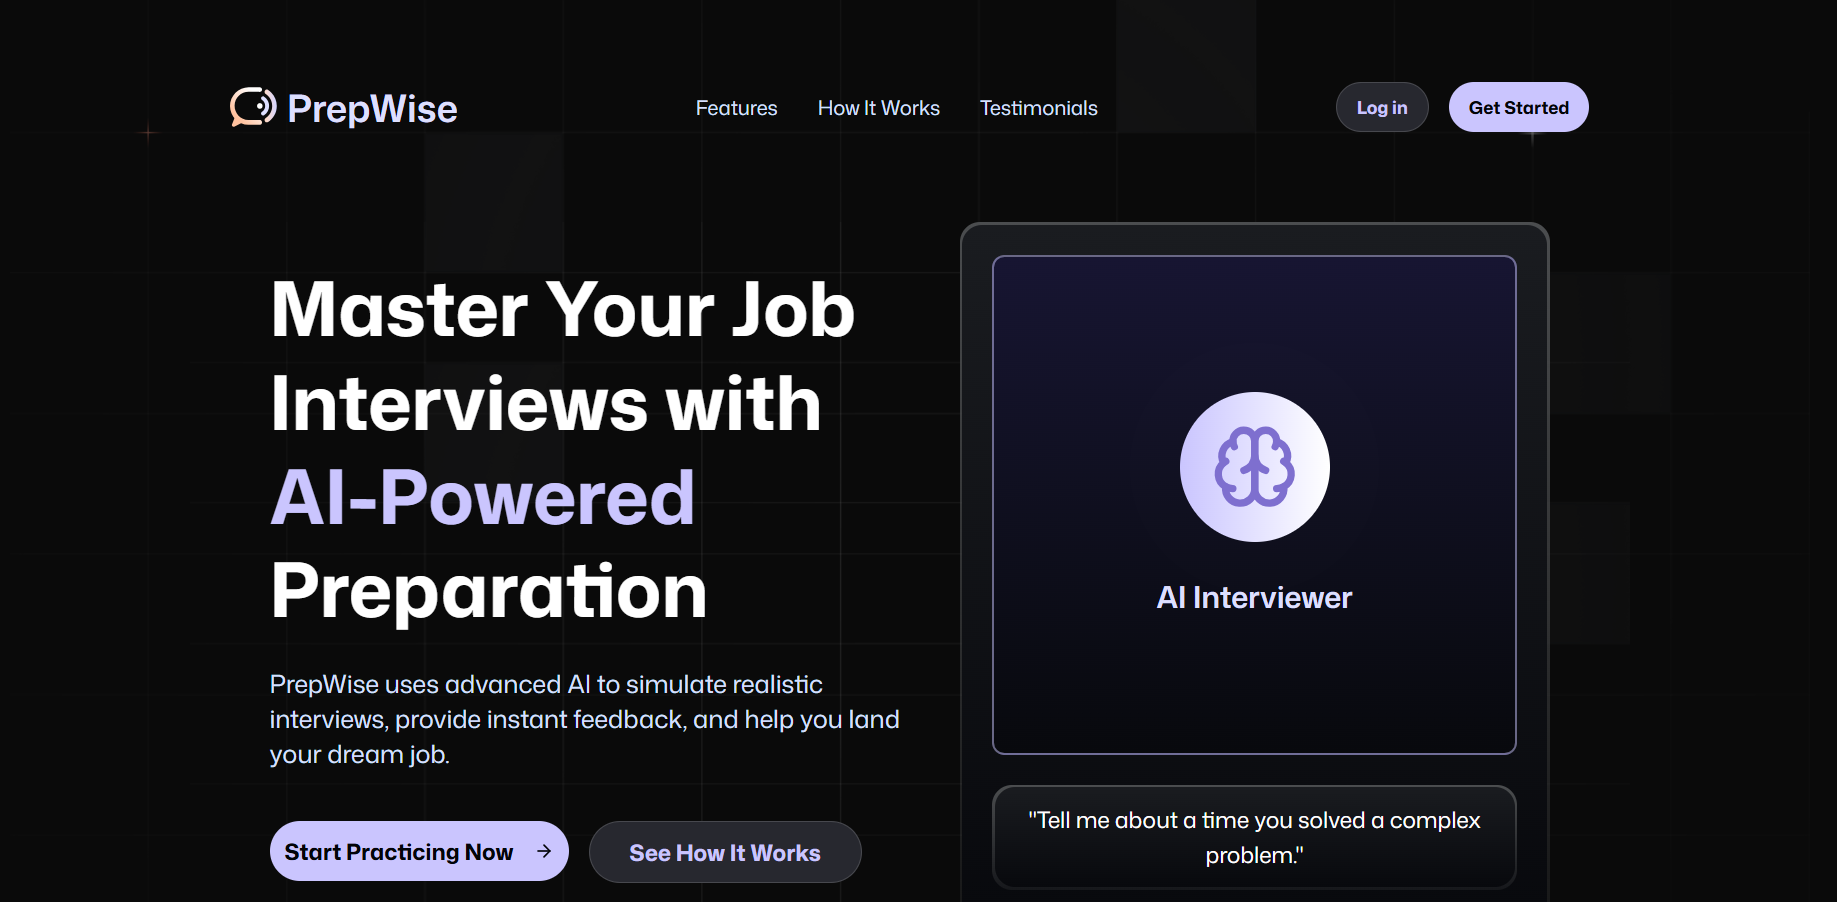 PrepWise
Features
How It Works
Testimonials
Log in
Get Started
Master Your Job
Interviews with
AI-Powered
Preparation
PrepWise uses advanced AI to simulate realistic
interviews, provide instant feedback, and help you land
your dream job.
Start Practicing Now
See How It Works
AI Interviewer
"Tell me about a time you solved a complex
problem."